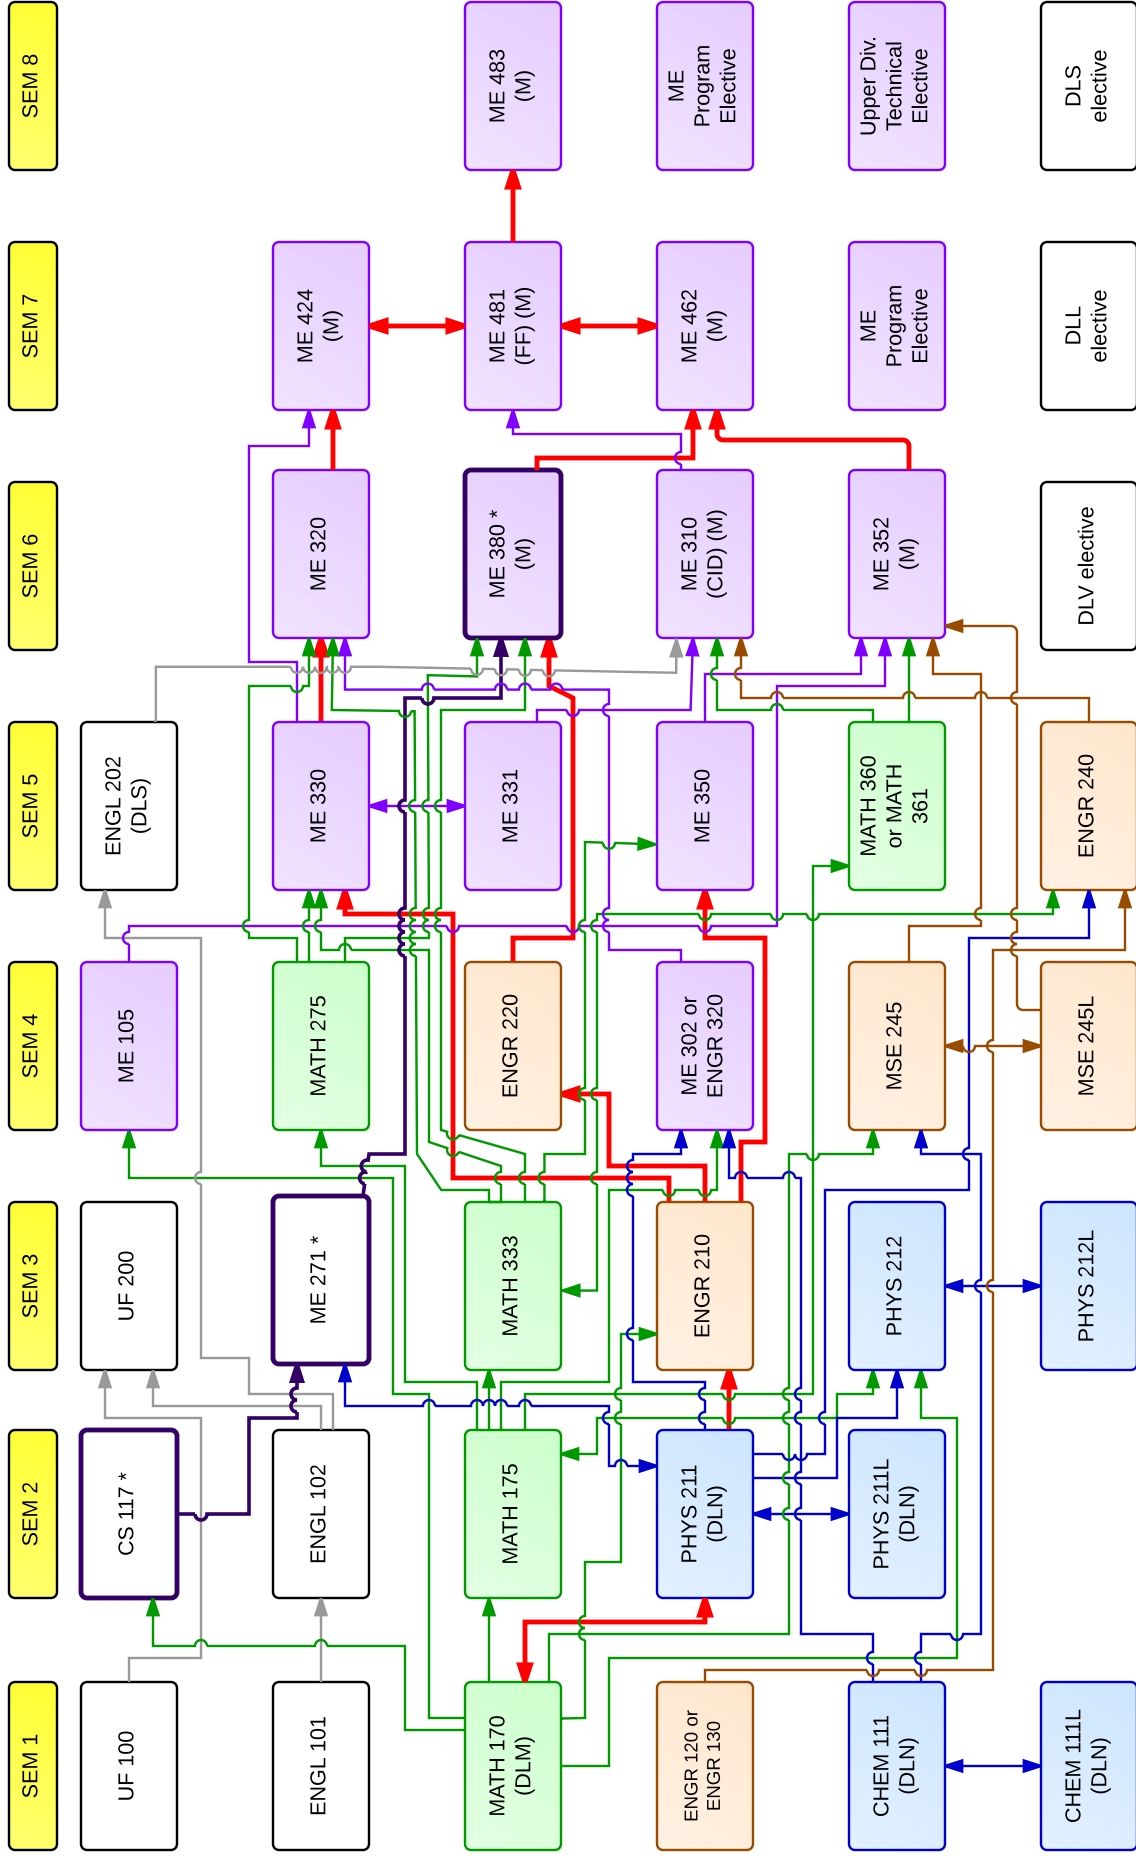 SEM 1
UF 100
ENGL 101
MATH 170
(DLM)
ENGR 120 or
ENGR 130
CHEM 111
(DLN)
CHEM 111L
(DLN)
SEM 2
CS 117 *
ENGL 102
MATH 175
PHYS 211
(DLN)
PHYS 211L
(DLN)
SEM 3
UF 200
ME 271 *
MATH 333
ENGR 210
PHYS 212
PHYS 212L
SEM 4
ME 105
MATH 275
ENGR 220
ME 302 or
ENGR 320
MSE 245
MSE 245L
SEM 5
ENGL 202
(DLS)
ME 330
ME 331
ME 350
MATH 360
or MATH
361
ENGR 240
SEM 6
ME 320
ME 380 *
(M)
ME 310
(CID) (M)
ME 352
(M)
DLV elective
SEM 7
ME 424
(M)
ME 481
(FF) (M)
ME 462
(M)
ME
Program
Elective
DLL
elective
SEM 8
ME 483
(M)
ME
Program
Elective
Upper Div.
Technical
Elective
DLS
elective